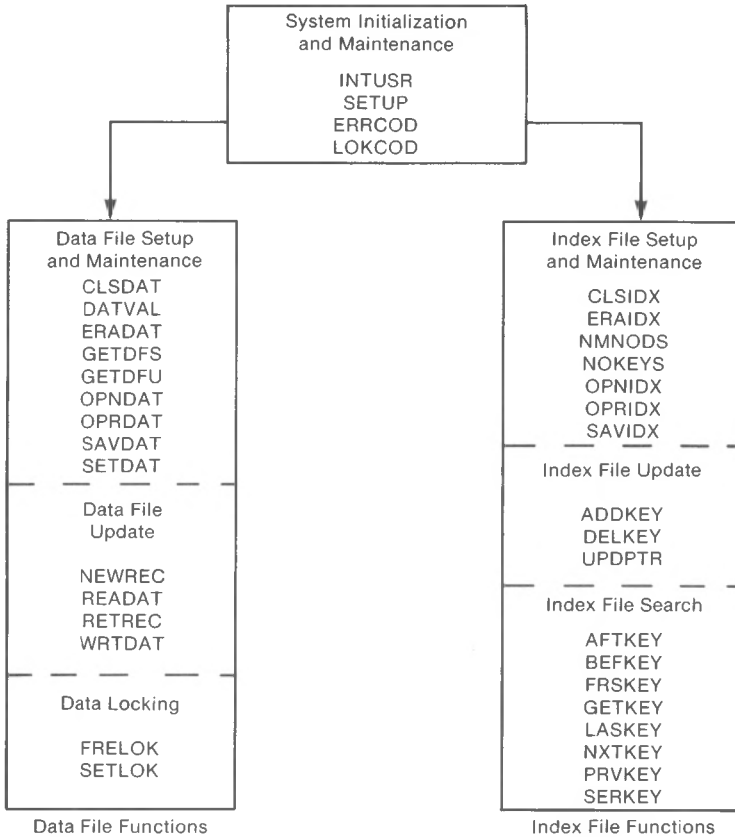 System Initialization
and Maintenance
INTUSR
SETUP
ERRCOD
LOKCOD
Data File Setup
and Maintenance
CLSDAT
DATVAL
ERADAT
GETDFS
GETDFU
OPNDAT
OPRDAT
SAVDAT
SETDAT
Data File
Update
NEWREC
READAT
RETREC
WRTDAT
Data Locking
FRELOK
SETLOK
Data File Functions
Index File Setup
and Maintenance
CLSIDX
ERAIDX
NMNODS
NOKEYS
OPNIDX
OPRIDX
SAVIDX
Index File Update
ADDKEY
DELKEY
UPDPTR
Index File Search
AFTKEY
BEFKEY
FRSKEY
GETKEY
LASKEY
NXTKEY
PRVKEY
SERKEY
Index File Functions